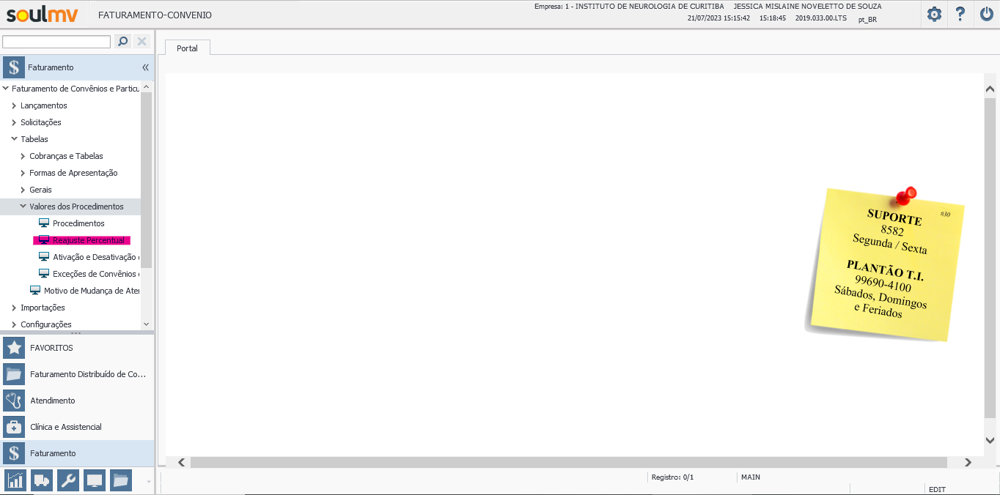 soulmv
FATURAMENTO-CONVENIO
Empresa: 1 - INSTITUTO DE NEUROLOGIA DE CURITIBA JESSICA MISLAINE NOVELETTO DE SOUZA
21/07/2023 15:15:42 15:18:45 2019.033.00.LTS pt_BR
Portal
Faturamento
Faturamento de Convênios e Particu
Lançamentos
Solicitações
Tabelas
Cobranças e Tabelas
Formas de Apresentação
Gerais
Valores dos Procedimentos
Procedimentos
Reajuste Percentual
Ativação e Desativação
Exceções de Convênios
Motivo de Mudança de Ater
Importações
Configurações
FAVORITOS
Faturamento Distribuído de Co...
Atendimento
Clínica e Assistencial
Faturamento
#30
SUPORTE
8582
Segunda / Sexta
PLANTÃO T.I.
99690-4100
Sábados, Domingos
e Feriados
Registro: 0/1
MAIN
EDIT